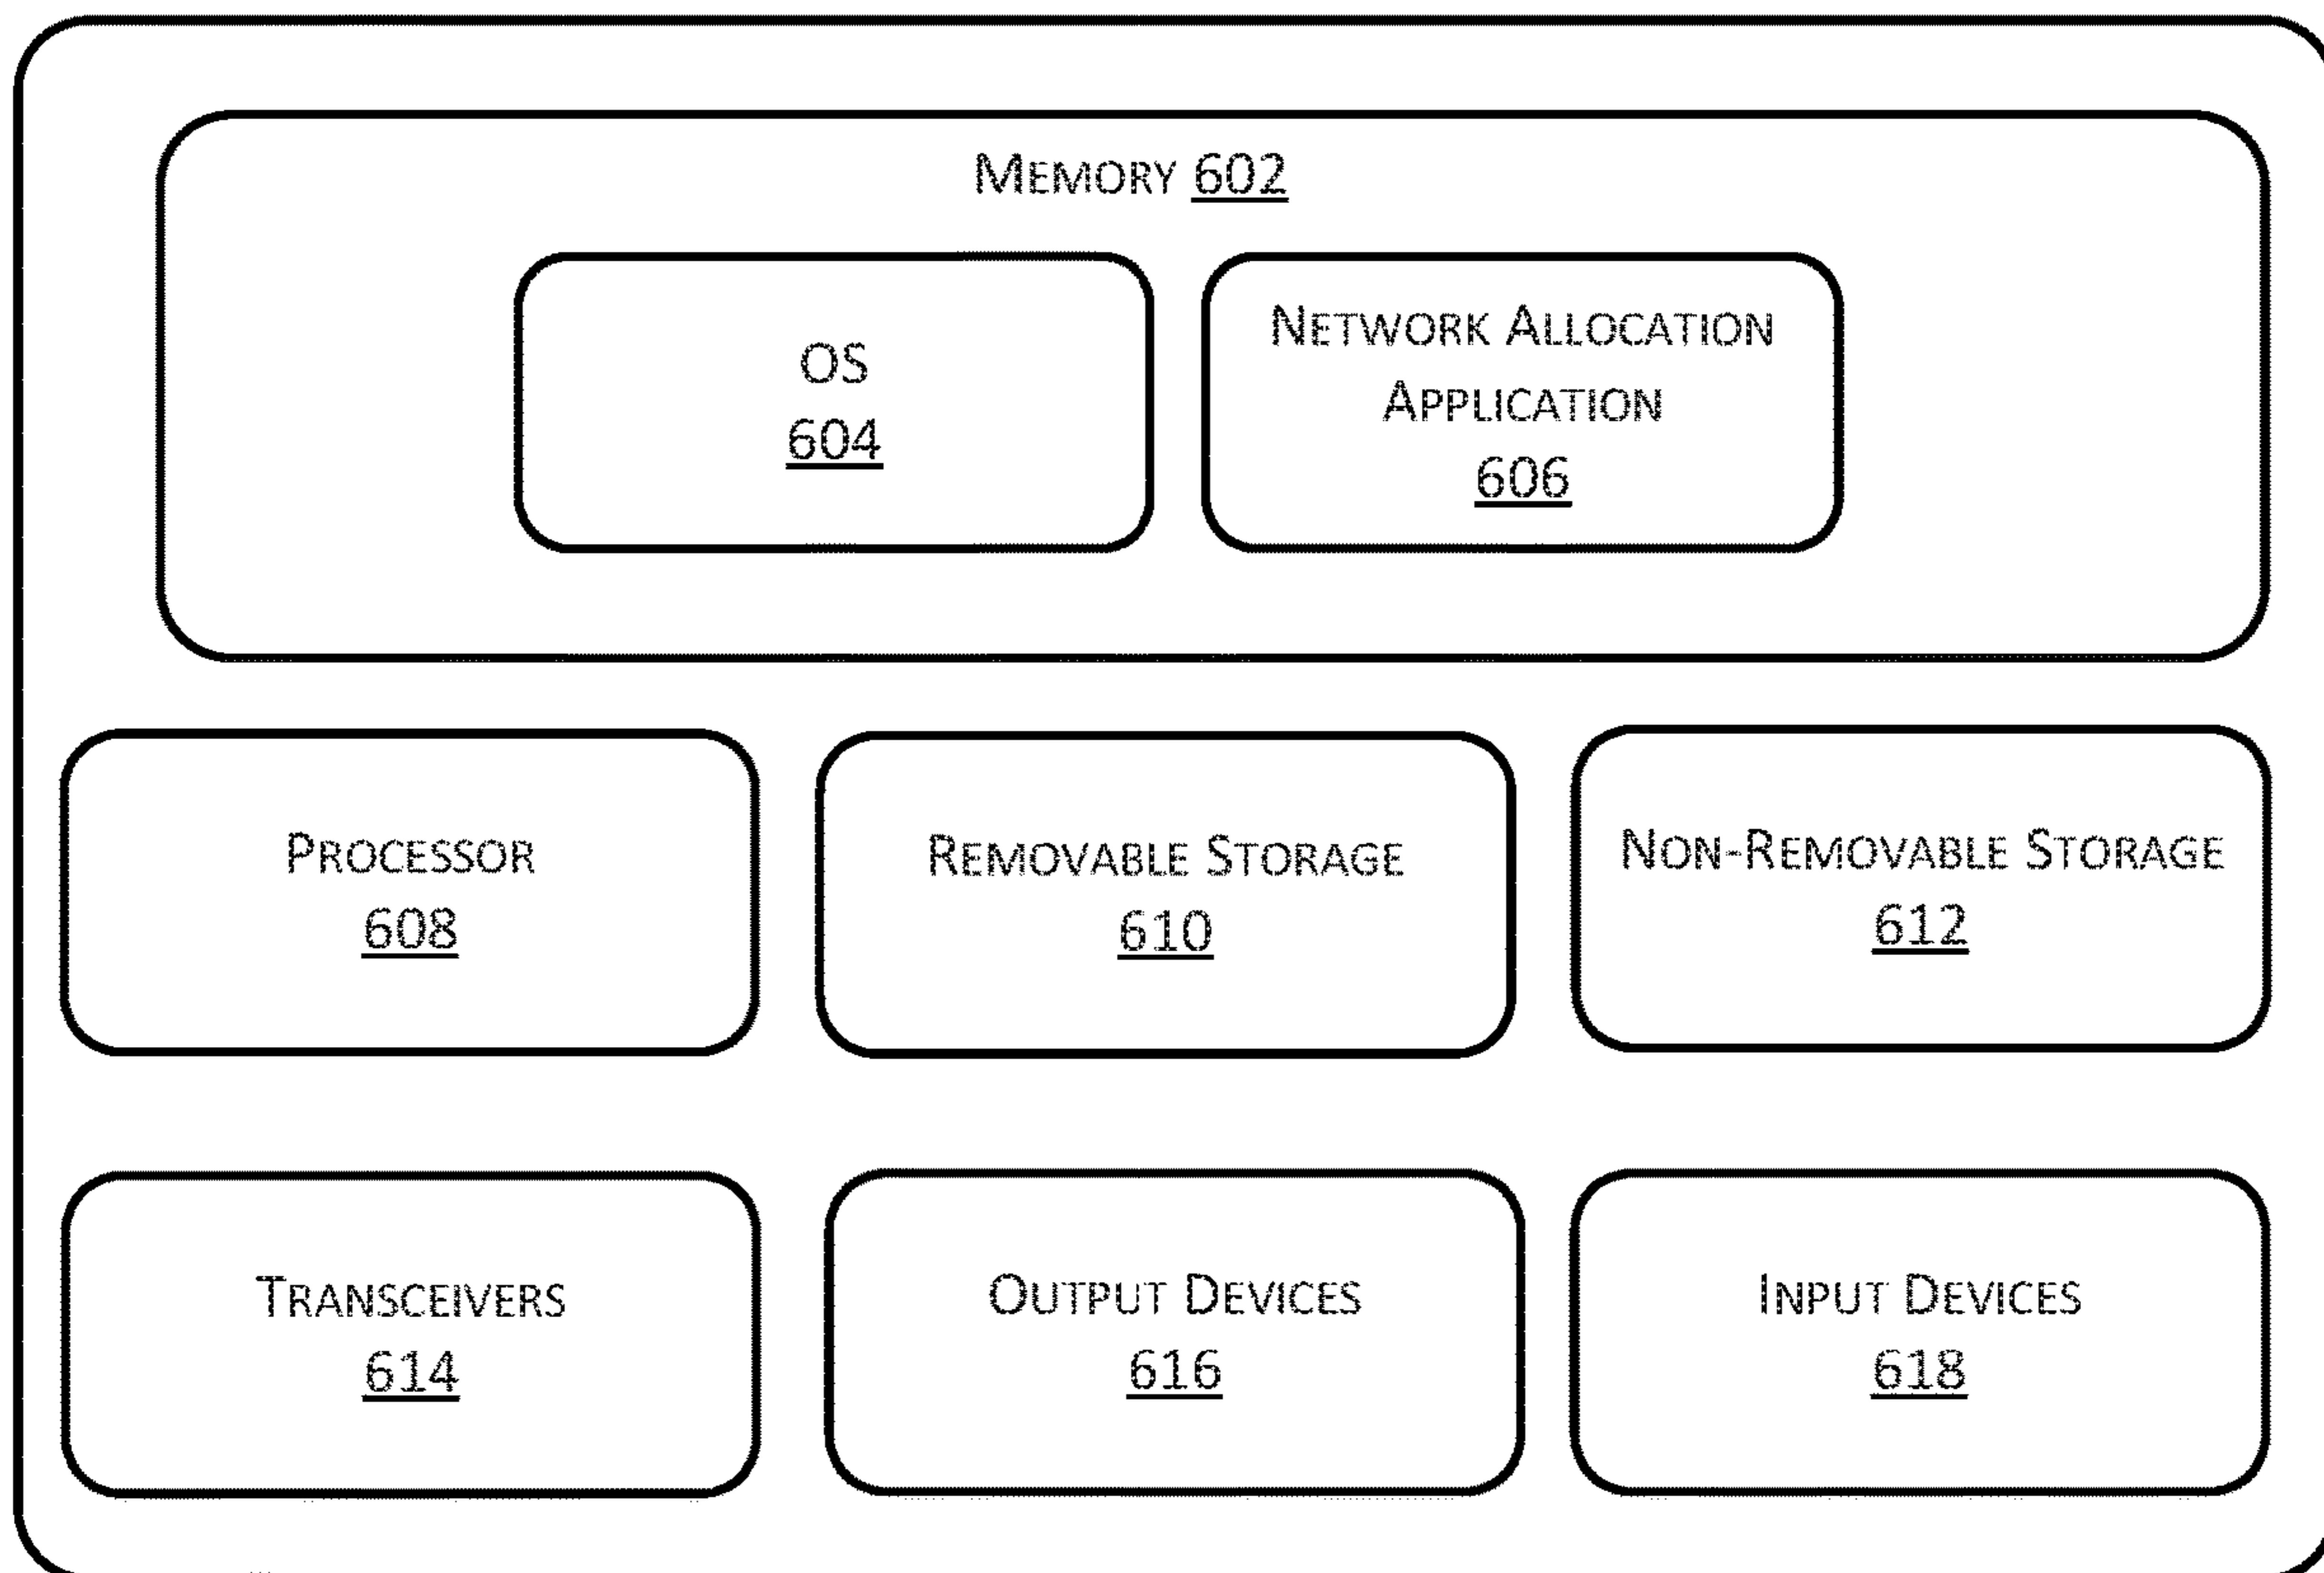 MEMORY 602
OS
604
NETWORK ALLOCATION
APPLICATION
606
PROCESSOR
608
REMOVABLE STORAGE
610
NON-REMOVABLE STORAGE
612
TRANSCEIVERS
614
OUTPUT DEVICES
616
INPUT DEVICES
618